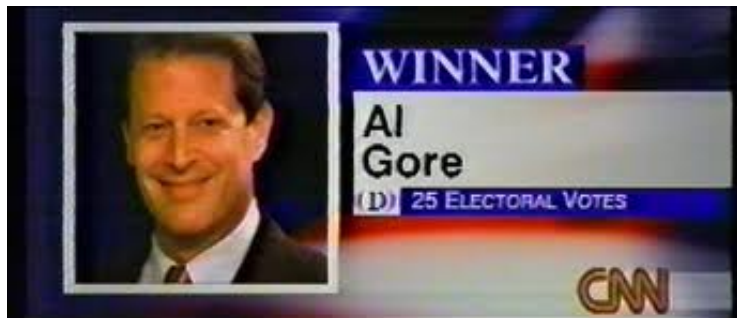 WINNER
Al
Gore
(D) 25 ELECTORAL VOTES
CNN